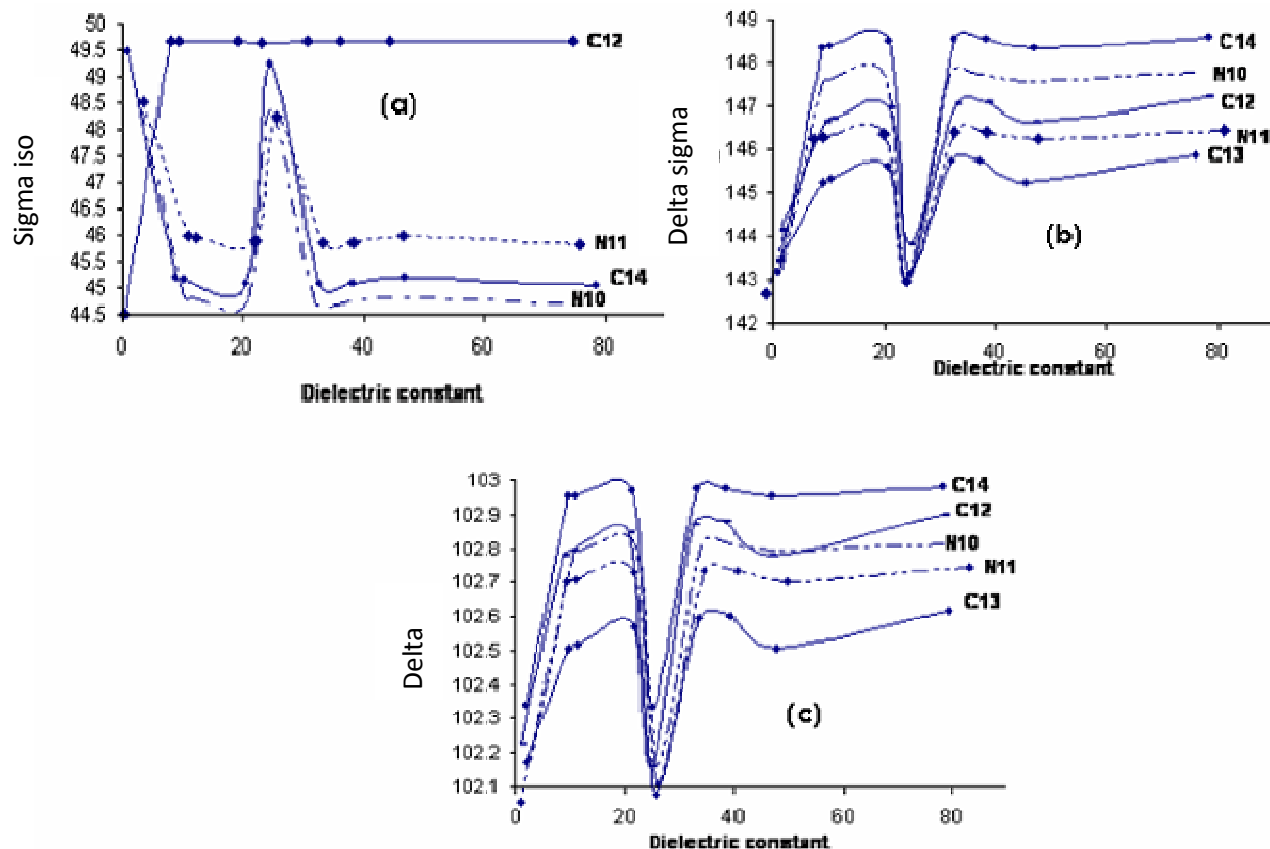 50
49.5
49
48.5
48
47.5
47
46.5
46
45.5
45
44.5
0
20
40
60
80
Sigma iso
Dielectric constant
(a)
C12
N11
C14
N10
149
148
147
146
145
144
143
142
0
20
40
60
80
Delta sigma
Dielectric constant
(b)
C14
N10
C12
N11
C13
103
102.9
102.8
102.7
102.6
102.5
102.4
102.3
102.2
102.1
0
20
40
60
80
Delta
Dielectric constant
(c)
C14
C12
N10
N11
C13